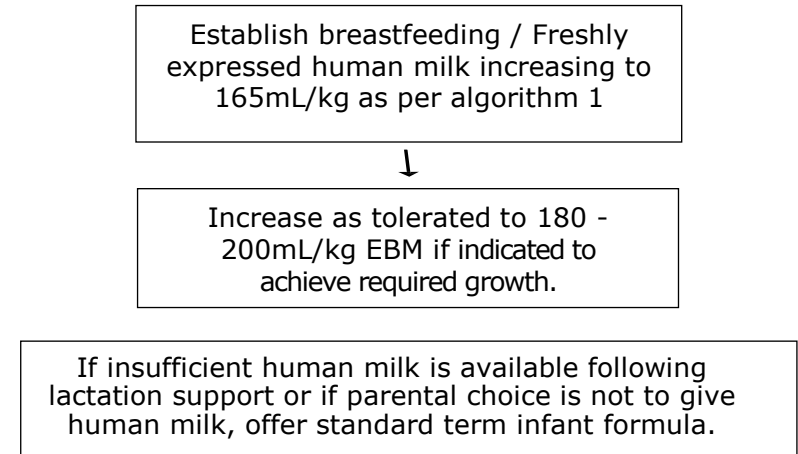 Establish breastfeeding / Freshly
expressed human milk increasing to
165mL/kg as per algorithm 1
Increase as tolerated to 180 -
200mL/kg EBM if indicated to
achieve required growth.
If insufficient human milk is available following
lactation support or if parental choice is not to give
human milk, offer standard term infant formula.